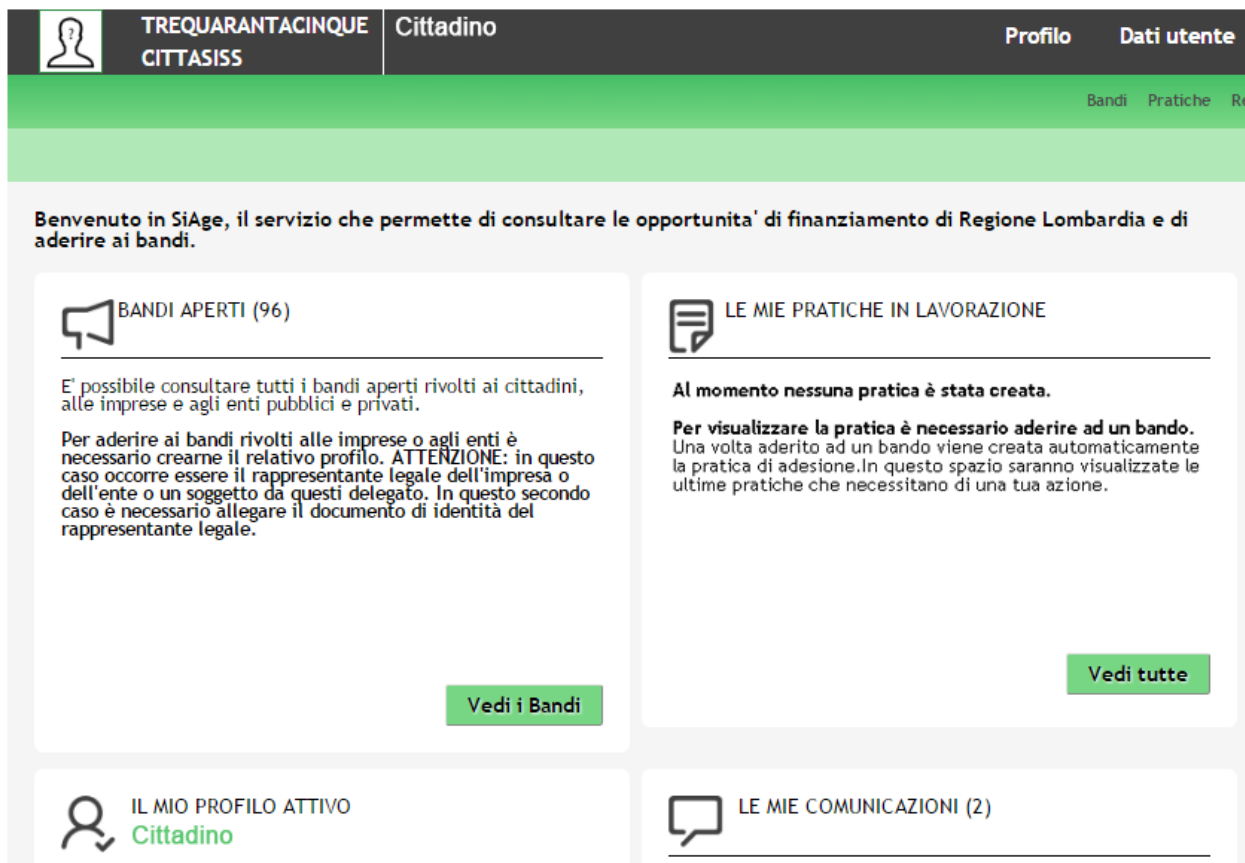 TREQUARANTACINQUE
CITTASISS
Cittadino
Profilo
Dati utente
Bandi
Pratiche
Benvenuto in SiAge, il servizio che permette di consultare le opportunita' di finanziamento di Regione Lombardia e di
aderire ai bandi.
BANDI APERTI (96)
E' possibile consultare tutti i bandi aperti rivolti ai cittadini,
alle imprese e agli enti pubblici e privati.
Per aderire ai bandi rivolti alle imprese o agli enti è
necessario crearne il relativo profilo. ATTENZIONE: in questo
caso occorre essere il rappresentante legale dell'impresa o
dell'ente o un soggetto da questi delegato. In questo secondo
caso è necessario allegare il documento di identità del
rappresentante legale.
Vedi i Bandi
LE MIE PRATICHE IN LAVORAZIONE
Al momento nessuna pratica è stata creata.
Per visualizzare la pratica è necessario aderire ad un bando.
Una volta aderito ad un bando viene creata automaticamente
la pratica di adesione.In questo spazio saranno visualizzate le
ultime pratiche che necessitano di una tua azione.
Vedi tutte
IL MIO PROFILO ATTIVO
Cittadino
LE MIE COMUNICAZIONI (2)